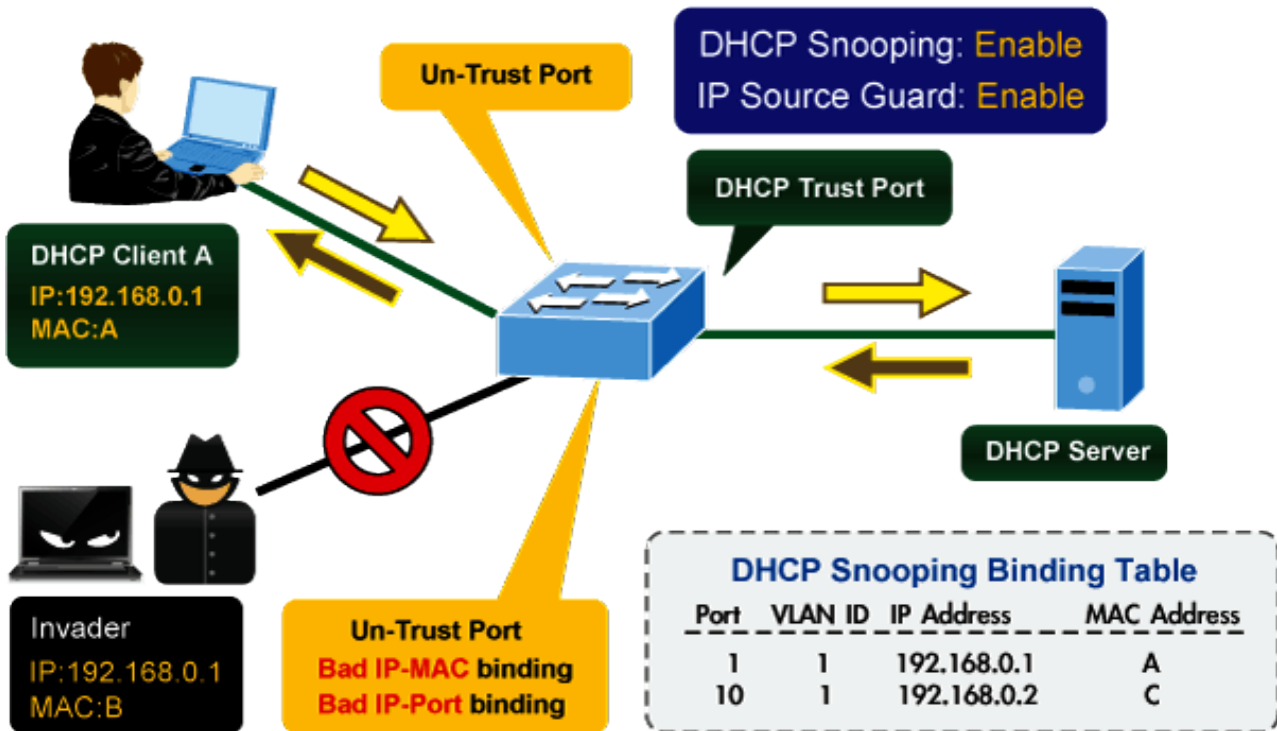 Un-Trust Port
DHCP Snooping: Enable
IP Source Guard: Enable
DHCP Trust Port
DHCP Client A
IP:192.168.0.1
MAC:A
DHCP Server
Invader
IP:192.168.0.1
MAC:B
Un-Trust Port
Bad IP-MAC binding
Bad IP-Port binding
DHCP Snooping Binding Table
Port VLAN ID IP Address MAC Address
1 1 192.168.0.1 A
10 1 192.168.0.2 C